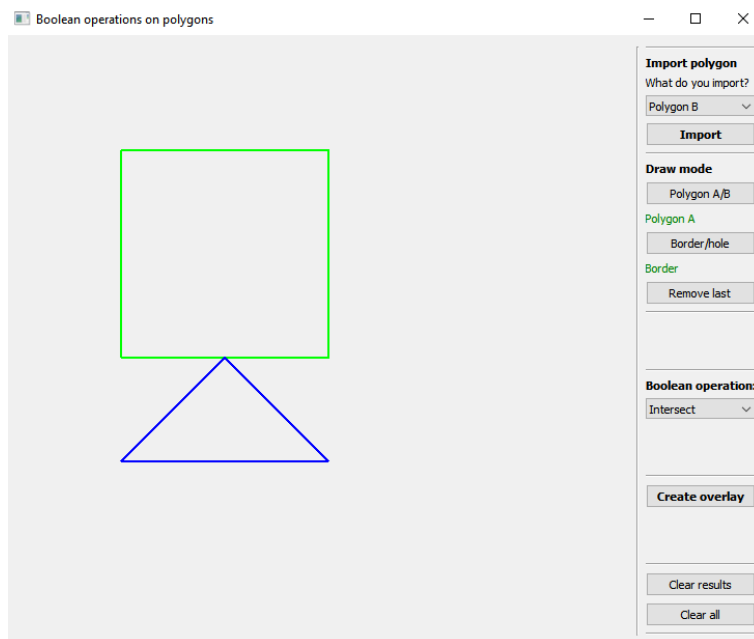 Boolean operations on polygons
Import polygon
What do you import?
Polygon B
Import
Draw mode
Polygon A/B
Polygon A
Border/hole
Border
Remove last
Boolean operation:
Intersect
Create overlay
Clear results
Clear all